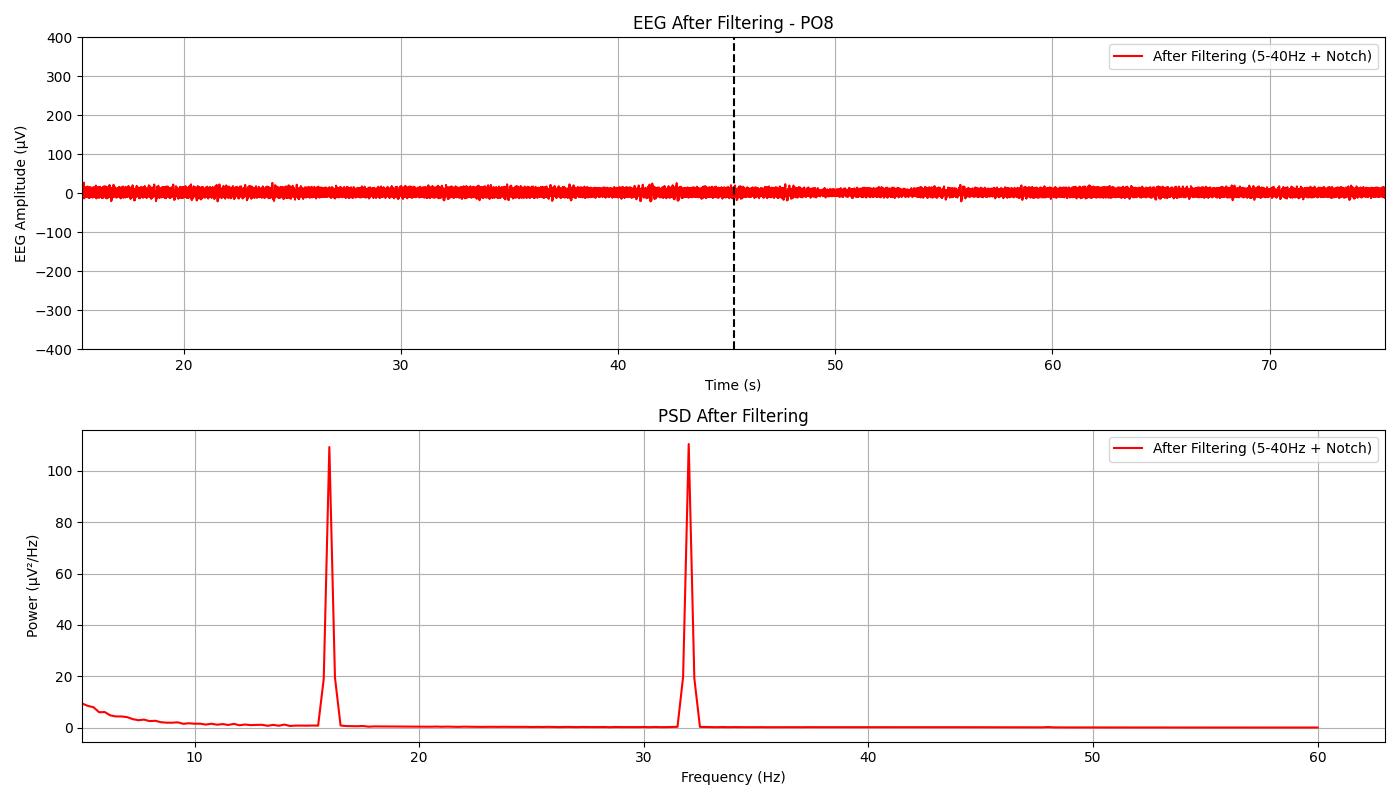 EEG After Filtering - PO8
After Filtering (5-40Hz + Notch)
EEG Amplitude (µV)
400
300
200
100
0
−100
−200
−300
−400
20 30 40 50 60 70
Time (s)
PSD After Filtering
After Filtering (5-40Hz + Notch)
Power (µV²/Hz)
100
80
60
40
20
0
10 20 30 40 50 60
Frequency (Hz)